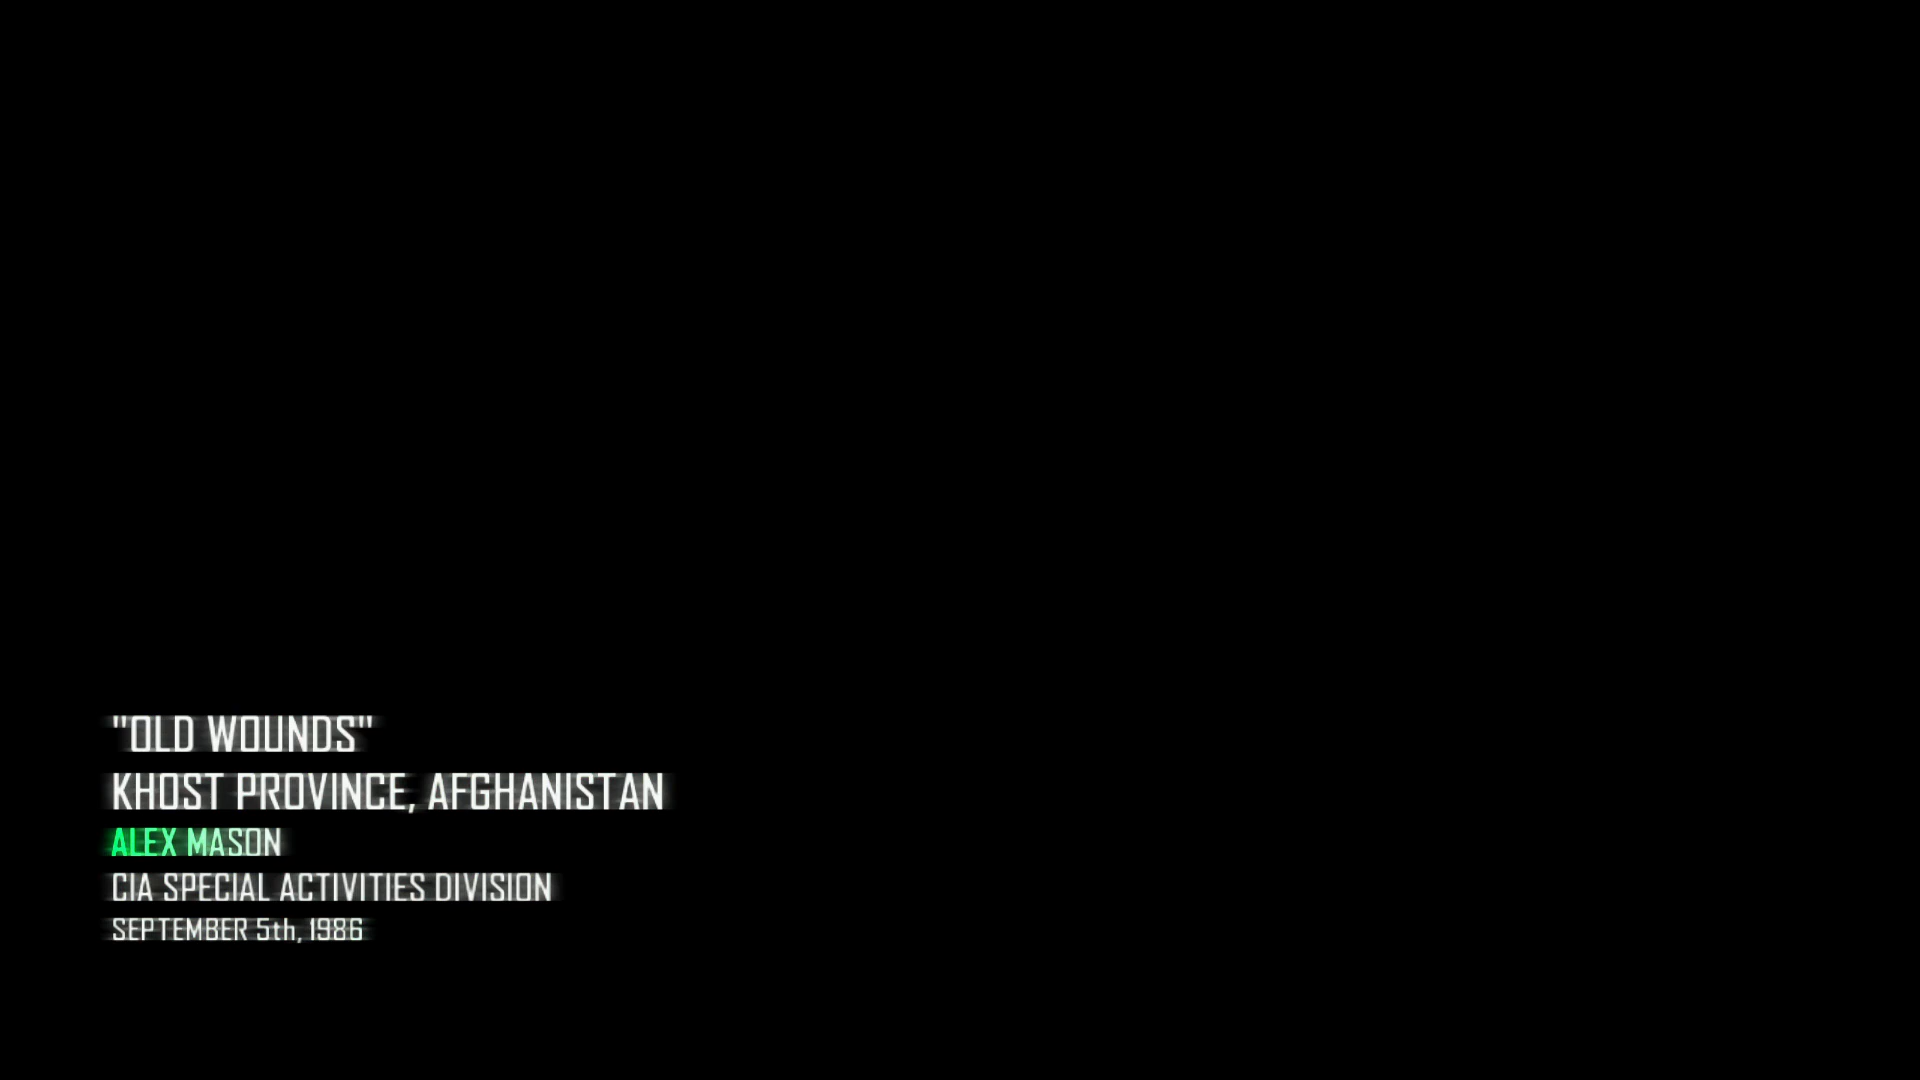 "OLD WOUNDS"
KHOST PROVINCE, AFGHANISTAN
ALEX MASON
CIA SPECIAL ACTIVITIES DIVISION
SEPTEMBER 5th, 1986